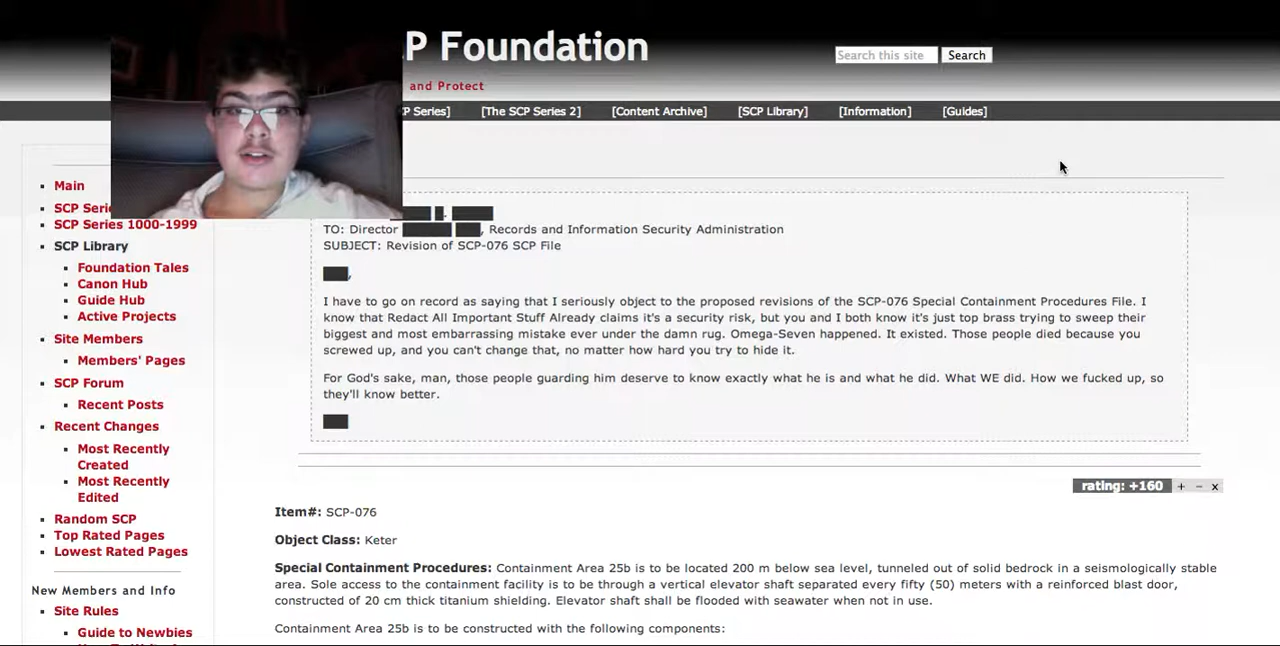 P Foundation
Search this site
Search
and Protect
P Series]
[The SCP Series 2]
[Content Archive]
[SCP Library]
[Information]
[Guides]
Main
SCP Serie
SCP Series 1000-1999
SCP Library
Foundation Tales
Canon Hub
Guide Hub
Active Projects
Site Members
Members' Pages
SCP Forum
Recent Posts
Recent Changes
Most Recently
Created
Most Recently
Edited
Random SCP
Top Rated Pages
Lowest Rated Pages
New Members and Info
Site Rules
Guide to Newbies
TO: Director ██████ ███, Records and Information Security Administration
SUBJECT: Revision of SCP-076 SCP File
███,
I have to go on record as saying that I seriously object to the proposed revisions of the SCP-076 Special Containment Procedures File. I
know that Redact All Important Stuff Already claims it's a security risk, but you and I both know it's just top brass trying to sweep their
biggest and most embarrassing mistake ever under the damn rug. Omega-Seven happened. It existed. Those people died because you
screwed up, and you can't change that, no matter how hard you try to hide it.
For God's sake, man, those people guarding him deserve to know exactly what he is and what he did. What WE did. How we fucked up, so
they'll know better.
███
rating: +160 + − x
Item#: SCP-076
Object Class: Keter
Special Containment Procedures: Containment Area 25b is to be located 200 m below sea level, tunneled out of solid bedrock in a seismologically stable
area. Sole access to the containment facility is to be through a vertical elevator shaft separated every fifty (50) meters with a reinforced blast door,
constructed of 20 cm thick titanium shielding. Elevator shaft shall be flooded with seawater when not in use.
Containment Area 25b is to be constructed with the following components: